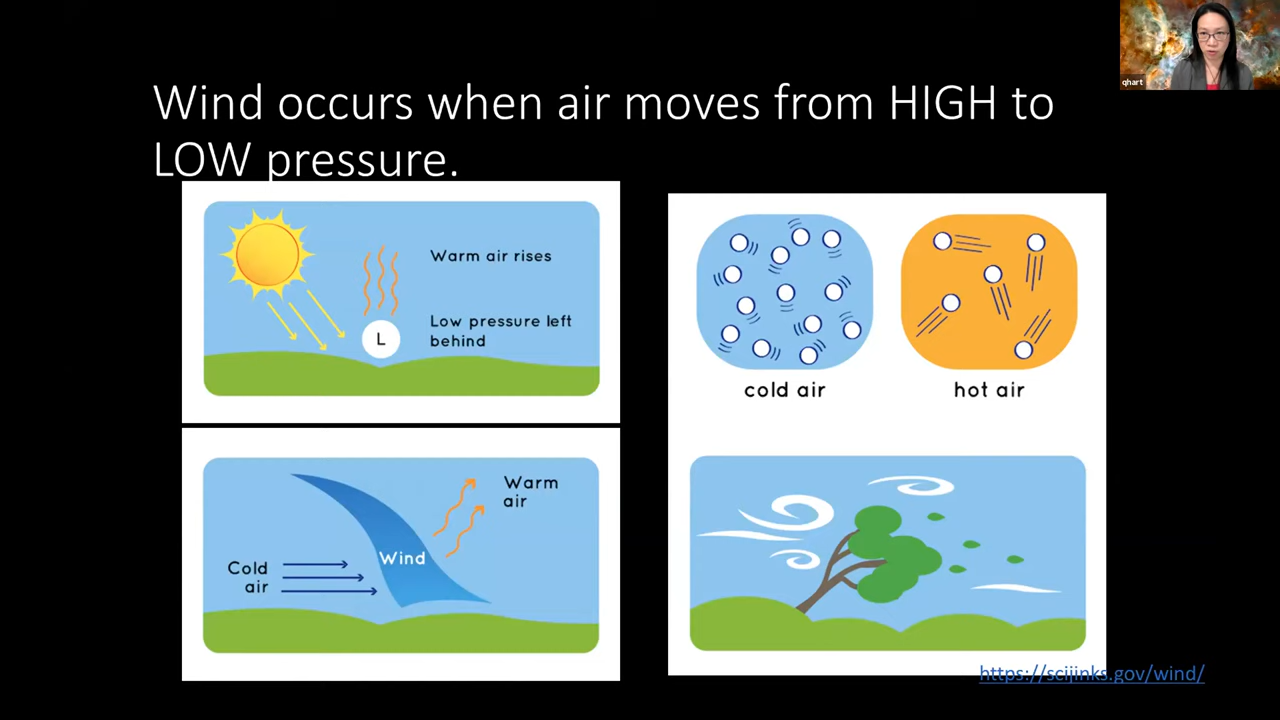 Wind occurs when air moves from HIGH to
LOW pressure.
qhart
Warm air rises
L
Low pressure left
behind
cold air
hot air
Warm
air
Wind
Cold
air
https://scijinks.gov/wind/